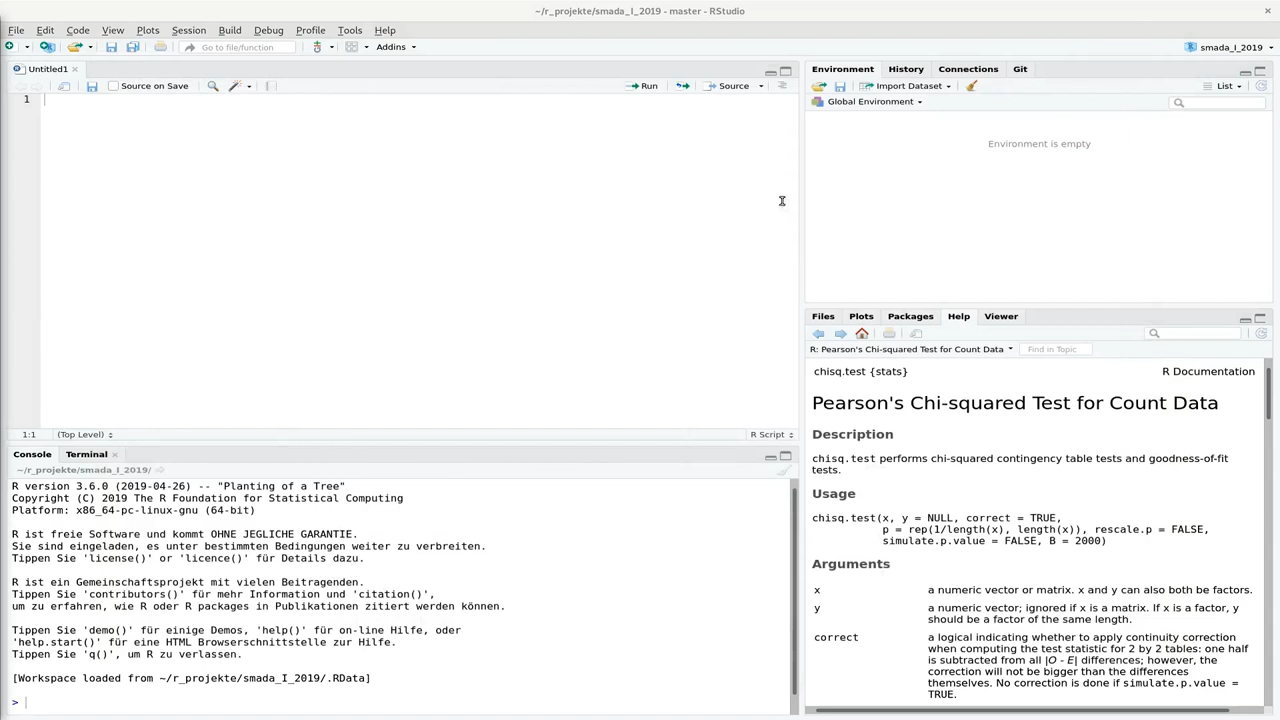 ~/r_projekte/smada_I_2019 - master - RStudio
File Edit Code View Plots Session Build Debug Profile Tools Help
Go to file/function Addins smada_I_2019
Untitled1
Source on Save Run Source
1
1:1 (Top Level) R Script
Console Terminal
~/r_projekte/smada_I_2019/
R version 3.6.0 (2019-04-26) -- "Planting of a Tree"
Copyright (C) 2019 The R Foundation for Statistical Computing
Platform: x86_64-pc-linux-gnu (64-bit)
R ist freie Software und kommt OHNE JEGLICHE GARANTIE.
Sie sind eingeladen, es unter bestimmten Bedingungen weiter zu verbreiten.
Tippen Sie 'license()' or 'licence()' für Details dazu.
R ist ein Gemeinschaftsprojekt mit vielen Beitragenden.
Tippen Sie 'contributors()' für mehr Information und 'citation()',
um zu erfahren, wie R oder R packages in Publikationen zitiert werden können.
Tippen Sie 'demo()' für einige Demos, 'help()' für on-line Hilfe, oder
'help.start()' für eine HTML Browserschnittstelle zur Hilfe.
Tippen Sie 'q()', um R zu verlassen.
[Workspace loaded from ~/r_projekte/smada_I_2019/.RData]
>
Environment History Connections Git
Import Dataset List
Global Environment
Environment is empty
Files Plots Packages Help Viewer
R: Pearson's Chi-squared Test for Count Data Find in Topic
chisq.test {stats} R Documentation
Pearson's Chi-squared Test for Count Data
Description
chisq.test performs chi-squared contingency table tests and goodness-of-fit
tests.
Usage
chisq.test(x, y = NULL, correct = TRUE,
p = rep(1/length(x), length(x)), rescale.p = FALSE,
simulate.p.value = FALSE, B = 2000)
Arguments
x a numeric vector or matrix. x and y can also both be factors.
y a numeric vector; ignored if x is a matrix. If x is a factor, y
should be a factor of the same length.
correct a logical indicating whether to apply continuity correction
when computing the test statistic for 2 by 2 tables: one half
is subtracted from all |O - E| differences; however, the
correction will not be bigger than the differences
themselves. No correction is done if simulate.p.value =
TRUE.